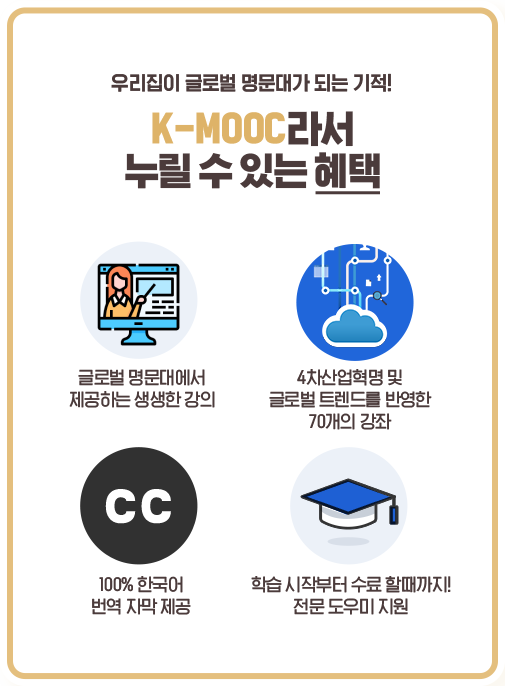 우리집이 글로벌 명문대가 되는 기적!
K-MOOC라서
누릴 수 있는 혜택
글로벌 명문대에서
제공하는 생생한 강의
4차산업혁명 및
글로벌 트렌드를 반영한
70개의 강좌
CC
100% 한국어
번역 자막 제공
학습 시작부터 수료 할때까지!
전문 도우미 지원